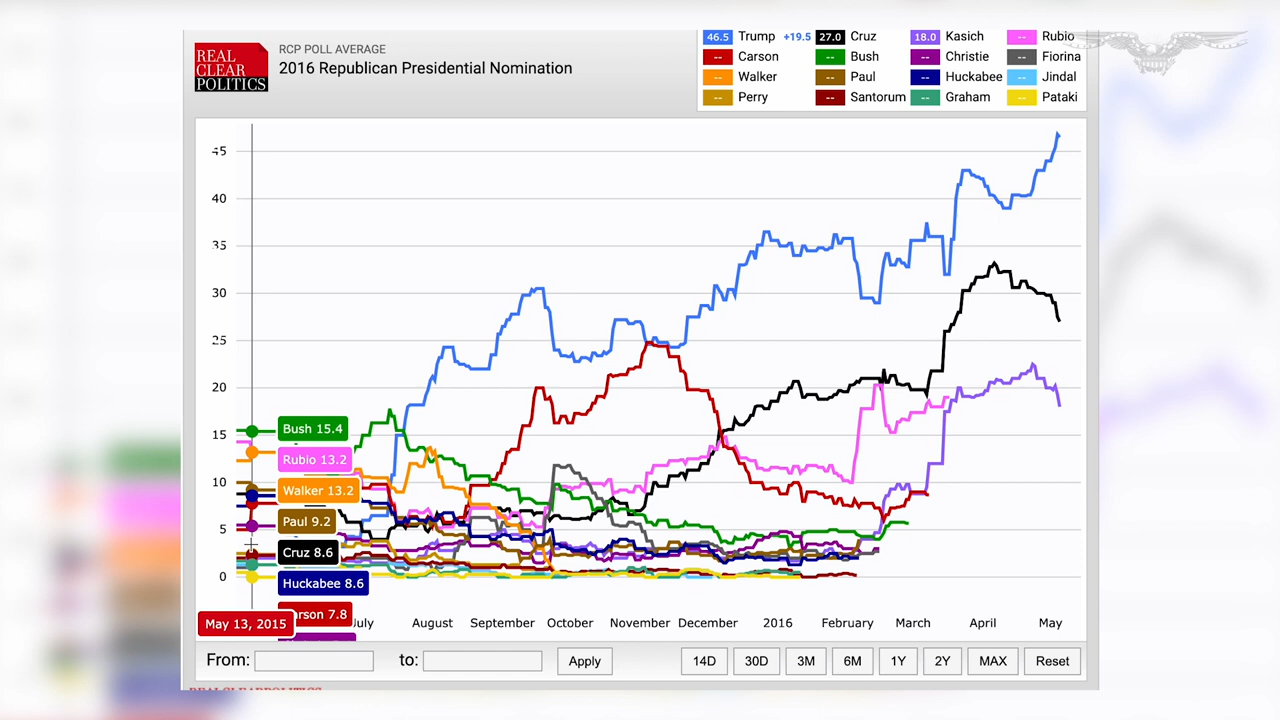 REAL
CLEAR
POLITICS
RCP POLL AVERAGE
2016 Republican Presidential Nomination
46.5 Trump +19.5 27.0 Cruz 18.0 Kasich -- Rubio
-- Carson -- Bush -- Christie -- Fiorina
-- Walker -- Paul -- Huckabee -- Jindal
-- Perry -- Santorum -- Graham -- Pataki
45
40
35
30
25
20
15
10
5
0
Bush 15.4
Rubio 13.2
Walker 13.2
Paul 9.2
Cruz 8.6
Huckabee 8.6
arson 7.8
May 13, 2015
July August September October November December 2016 February March April May
From: to: Apply 14D 30D 3M 6M 1Y 2Y MAX Reset